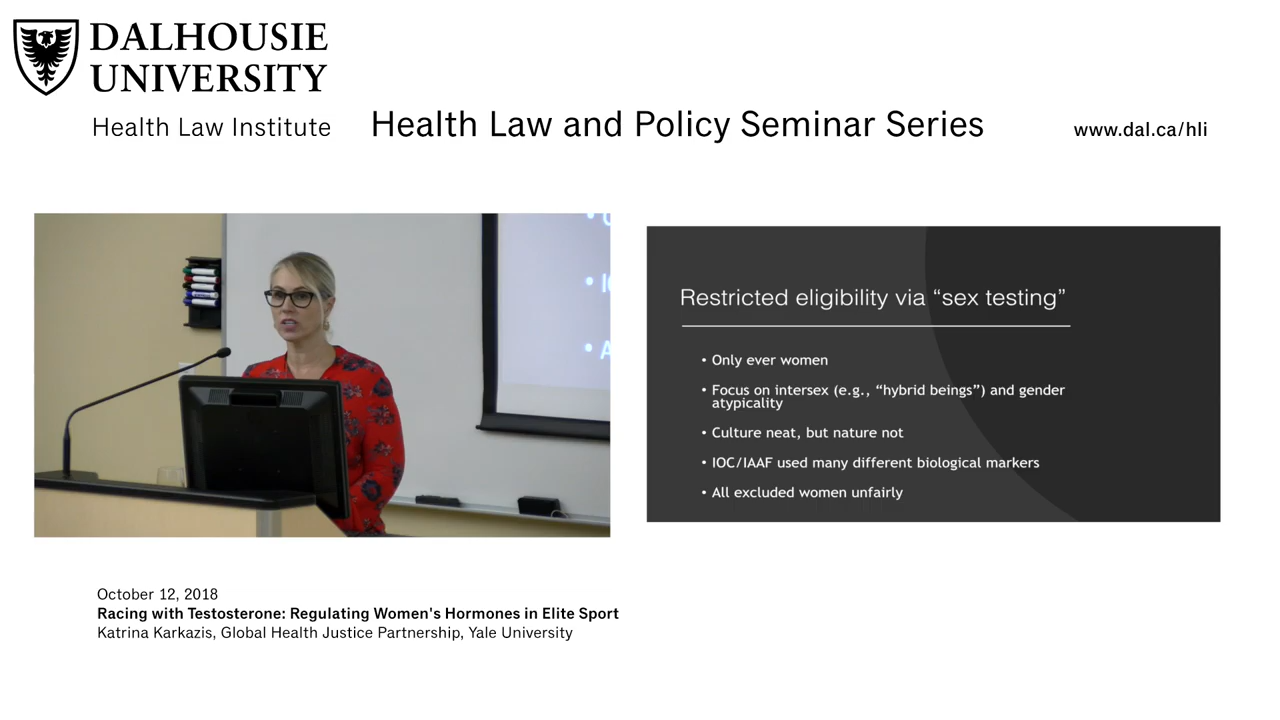 DALHOUSIE
UNIVERSITY
Health Law Institute
Health Law and Policy Seminar Series
www.dal.ca/hli
Restricted eligibility via “sex testing”
• Only ever women
• Focus on intersex (e.g., “hybrid beings”) and gender
atypicality
• Culture neat, but nature not
• IOC/IAAF used many different biological markers
• All excluded women unfairly
October 12, 2018
Racing with Testosterone: Regulating Women's Hormones in Elite Sport
Katrina Karkazis, Global Health Justice Partnership, Yale University